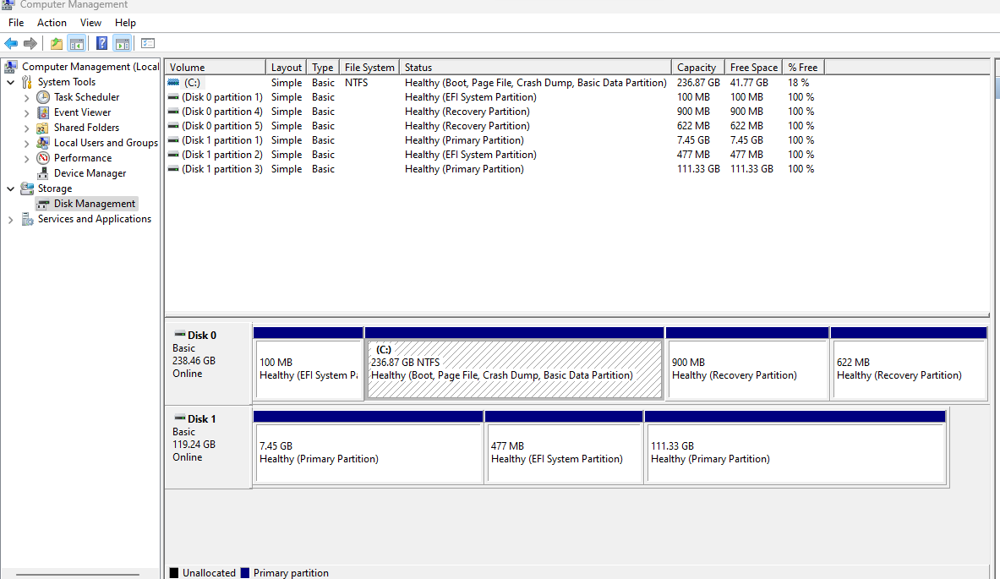 Computer Management
File Action View Help
Computer Management (Local
System Tools
Task Scheduler
Event Viewer
Shared Folders
Local Users and Groups
Performance
Device Manager
Storage
Disk Management
Services and Applications
Volume Layout Type File System Status Capacity Free Space % Free
(C:) Simple Basic NTFS Healthy (Boot, Page File, Crash Dump, Basic Data Partition) 236.87 GB 41.77 GB 18 %
(Disk 0 partition 1) Simple Basic Healthy (EFI System Partition) 100 MB 100 MB 100 %
(Disk 0 partition 4) Simple Basic Healthy (Recovery Partition) 900 MB 900 MB 100 %
(Disk 0 partition 5) Simple Basic Healthy (Recovery Partition) 622 MB 622 MB 100 %
(Disk 1 partition 1) Simple Basic Healthy (Primary Partition) 7.45 GB 7.45 GB 100 %
(Disk 1 partition 2) Simple Basic Healthy (EFI System Partition) 477 MB 477 MB 100 %
(Disk 1 partition 3) Simple Basic Healthy (Primary Partition) 111.33 GB 111.33 GB 100 %
Disk 0
Basic
238.46 GB
Online
100 MB
Healthy (EFI System Pa
(C:)
236.87 GB NTFS
Healthy (Boot, Page File, Crash Dump, Basic Data Partition)
900 MB
Healthy (Recovery Partition)
622 MB
Healthy (Recovery Partition)
Disk 1
Basic
119.24 GB
Online
7.45 GB
Healthy (Primary Partition)
477 MB
Healthy (EFI System Partition)
111.33 GB
Healthy (Primary Partition)
Unallocated Primary partition